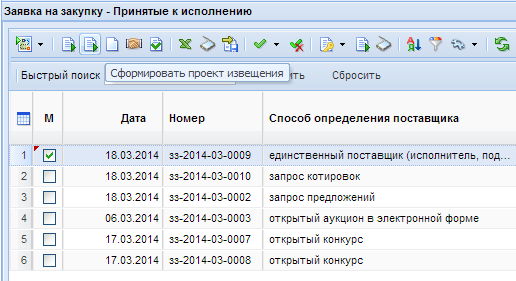 Заявка на закупку - Принятые к исполнению
Быстрый поиск Сформировать проект извещения ить Сбросить
М Дата Номер Способ определения поставщика
1 18.03.2014 зз-2014-03-0009 единственный поставщик (исполнитель, под...
2 18.03.2014 зз-2014-03-0010 запрос котировок
3 18.03.2014 зз-2014-03-0002 запрос предложений
4 06.03.2014 зз-2014-03-0003 открытый аукцион в электронной форме
5 17.03.2014 зз-2014-03-0007 открытый конкурс
6 17.03.2014 зз-2014-03-0008 открытый конкурс